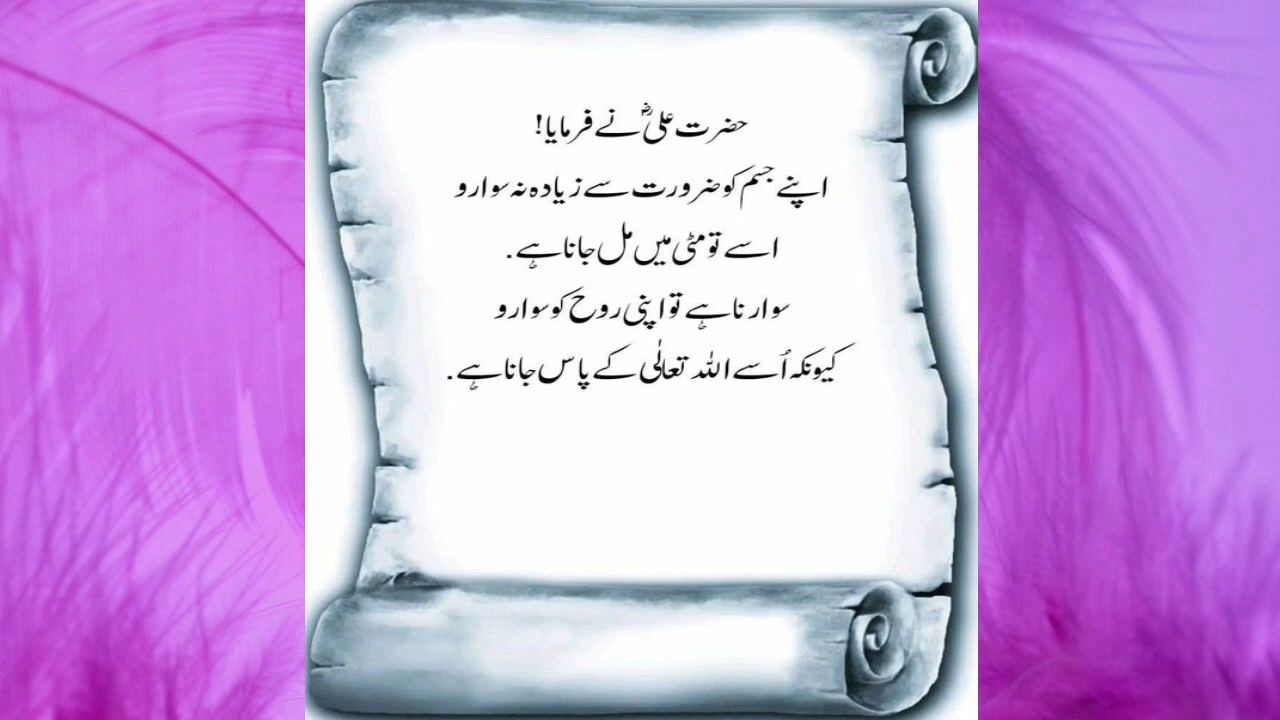 حضرت علیؓ نے فرمایا!
اپنے جسم کو ضرورت سے زیادہ نہ سوارو
اسے تو مٹی میں مل جانا ہے.
سوارنا ہے تو اپنی روح کو سوارو
کیونکہ اُسے اللہ تعالٰی کے پاس جانا ہے.